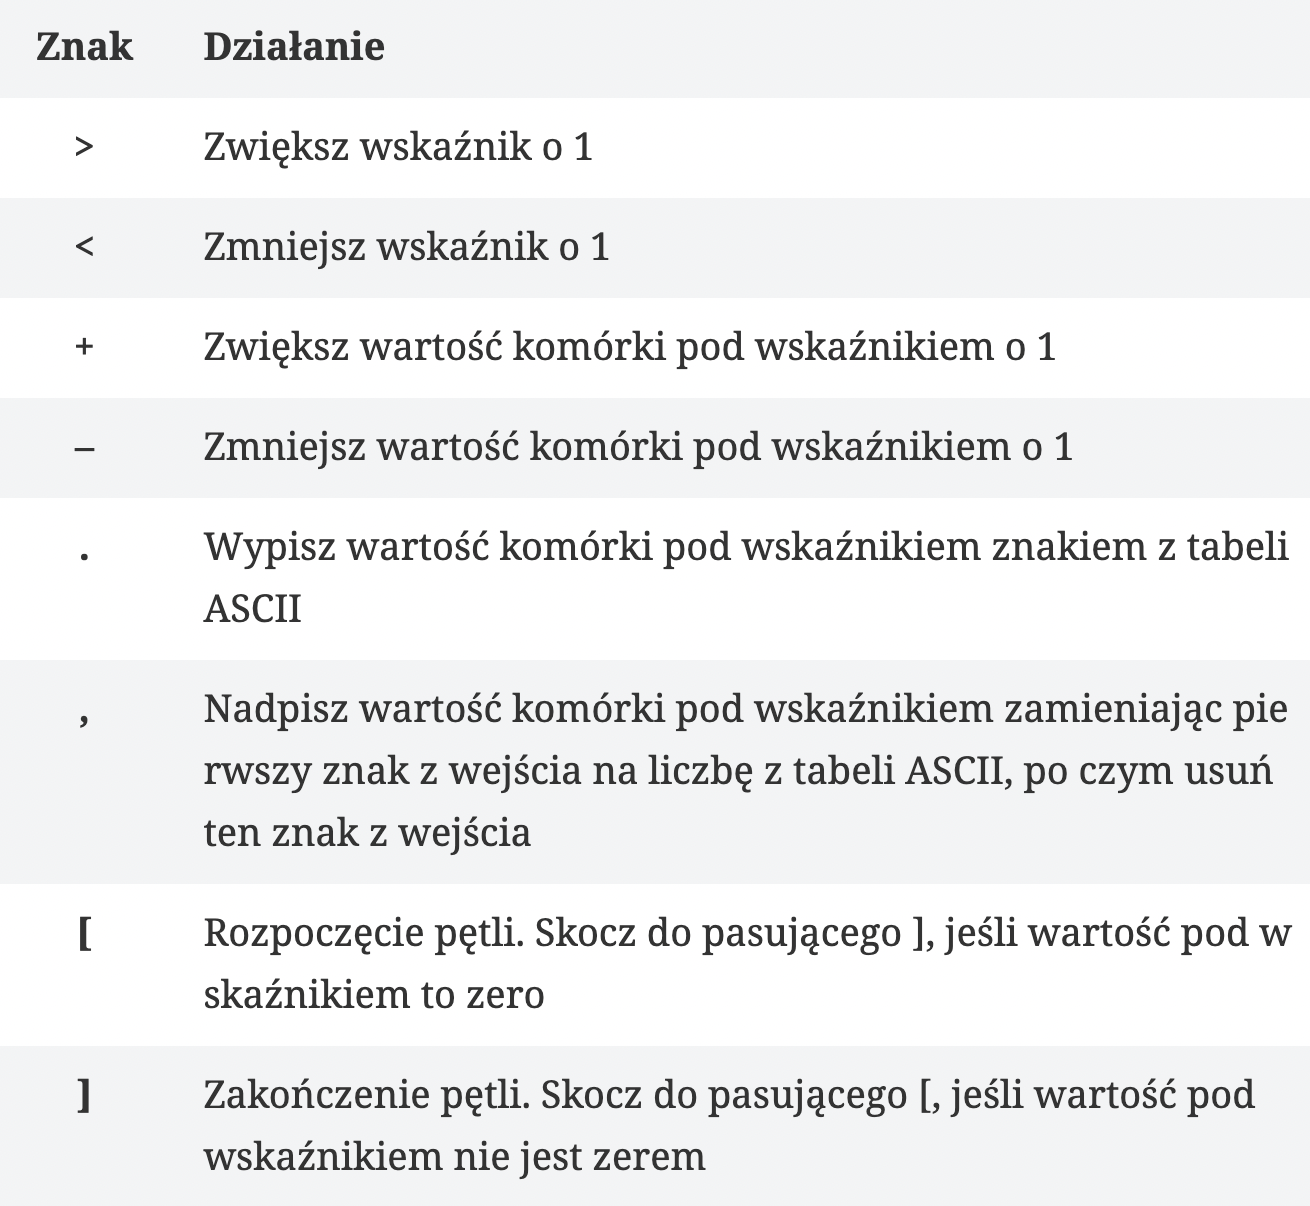 Znak Działanie
> Zwiększ wskaźnik o 1
< Zmniejsz wskaźnik o 1
+ Zwiększ wartość komórki pod wskaźnikiem o 1
– Zmniejsz wartość komórki pod wskaźnikiem o 1
. Wypisz wartość komórki pod wskaźnikiem znakiem z tabeli
ASCII
, Nadpisz wartość komórki pod wskaźnikiem zamieniając pie
rwszy znak z wejścia na liczbę z tabeli ASCII, po czym usuń
ten znak z wejścia
[ Rozpoczęcie pętli. Skocz do pasującego ], jeśli wartość pod w
skaźnikiem to zero
] Zakończenie pętli. Skocz do pasującego [, jeśli wartość pod
wskaźnikiem nie jest zerem